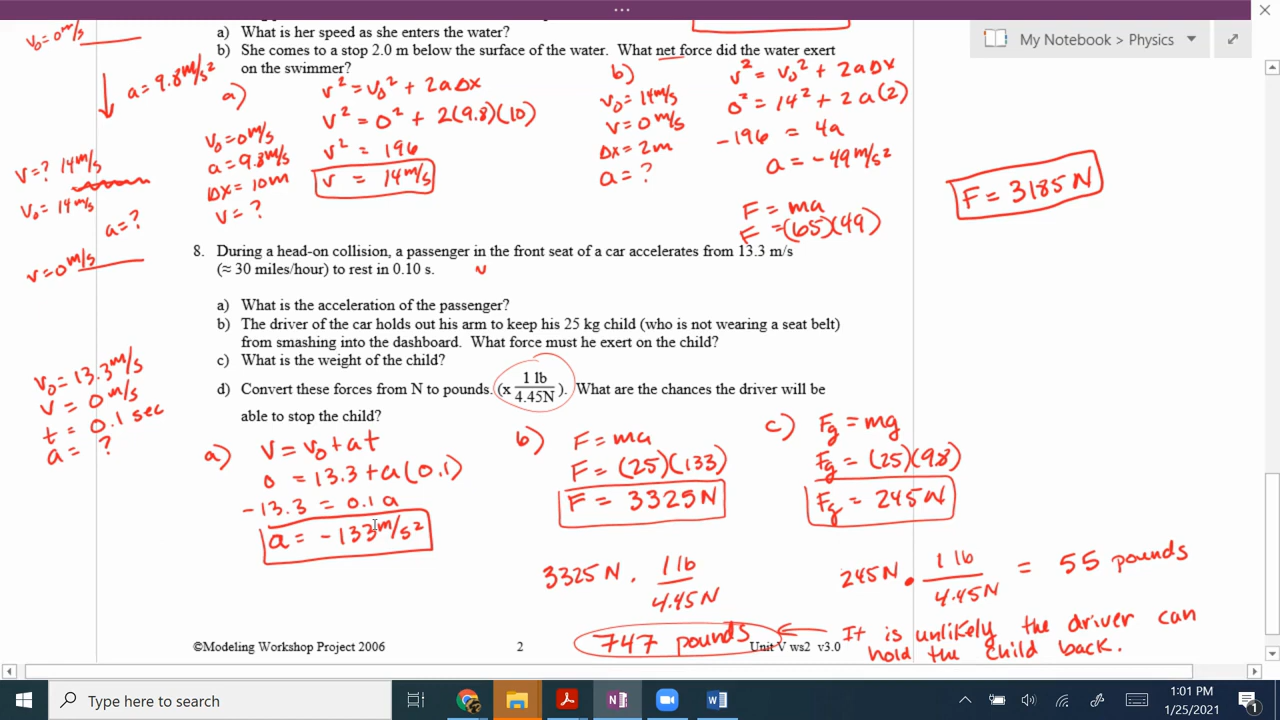 My Notebook > Physics
v₀=0 m/s
a) What is her speed as she enters the water?
b) She comes to a stop 2.0 m below the surface of the water. What net force did the water exert
on the swimmer?
a = 9.8 m/s²
v = ? 14 m/s
v₀ = 14 m/s
a = ?
v = 0 m/s
a)
v₀ = 0 m/s
a = 9.8 m/s
Δx = 10m
v = ?
v² = v₀² + 2aΔx
v² = 0² + 2(9.8)(10)
v² = 196
v = 14 m/s
b)
v₀ = 14 m/s
v = 0 m/s
Δx = 2m
a = ?
v² = v₀² + 2aΔx
0² = 14² + 2a(2)
-196 = 4a
a = -49 m/s²
F = ma
F = (65)(49)
F = 3185 N
8. During a head-on collision, a passenger in the front seat of a car accelerates from 13.3 m/s
(≈ 30 miles/hour) to rest in 0.10 s.
a) What is the acceleration of the passenger?
b) The driver of the car holds out his arm to keep his 25 kg child (who is not wearing a seat belt)
from smashing into the dashboard. What force must he exert on the child?
c) What is the weight of the child?
d) Convert these forces from N to pounds. (x 1 lb / 4.45N ). What are the chances the driver will be
able to stop the child?
v₀ = 13.3 m/s
v = 0 m/s
t = 0.1 sec
a = ?
a) v = v₀ + at
0 = 13.3 + a(0.1)
-13.3 = 0.1a
a = -133 m/s²
b) F = ma
F = (25)(133)
F = 3325 N
c) Fg = mg
Fg = (25)(9.8)
Fg = 245 N
3325 N · 1 lb / 4.45 N
747 pounds
245N · 1 lb / 4.45N = 55 pounds
It is unlikely the driver can
hold the child back.
©Modeling Workshop Project 2006 2 Unit V ws2 v3.0
Type here to search
1:01 PM
1/25/2021
1